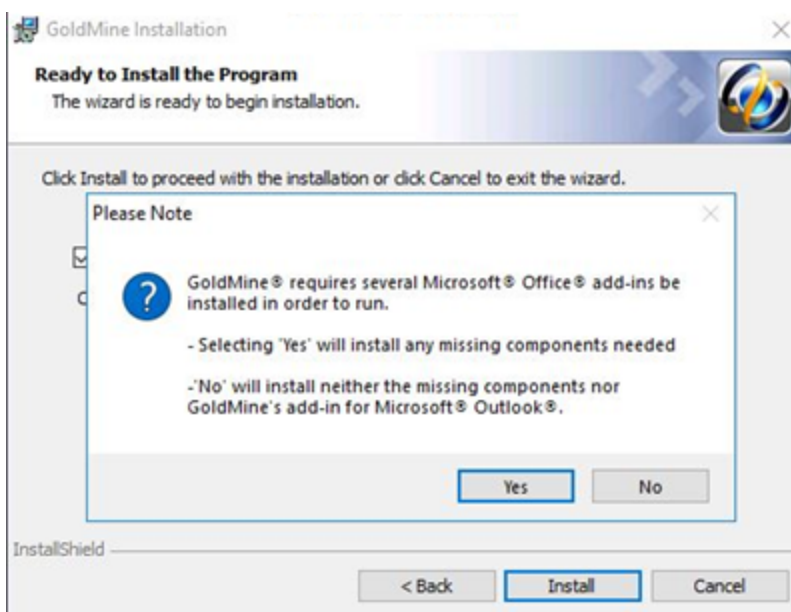 GoldMine Installation
Ready to Install the Program
The wizard is ready to begin installation.
Click Install to proceed with the installation or click Cancel to exit the wizard.
Please Note
GoldMine® requires several Microsoft® Office® add-ins be
installed in order to run.
- Selecting 'Yes' will install any missing components needed
-'No' will install neither the missing components nor
GoldMine's add-in for Microsoft® Outlook®.
Yes
No
InstallShield
< Back
Install
Cancel